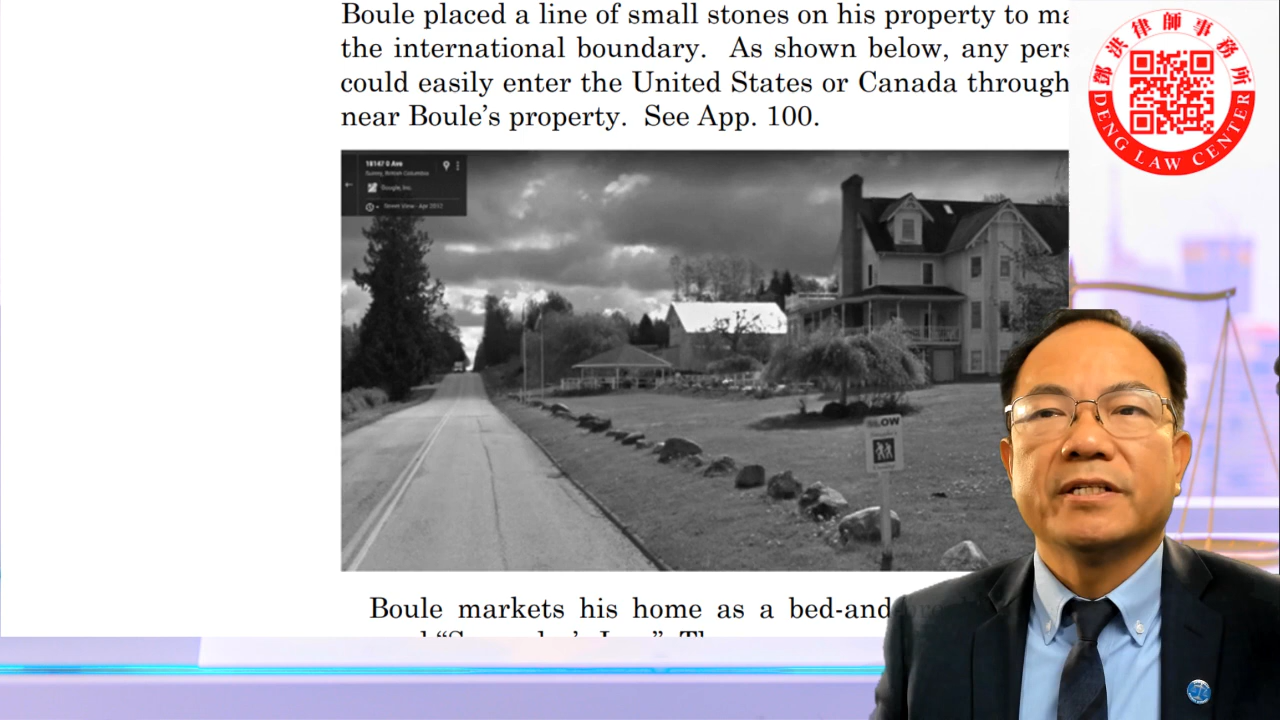 Boule placed a line of small stones on his property to ma
the international boundary. As shown below, any pers
could easily enter the United States or Canada through
near Boule's property. See App. 100.
鄧洪律師事務所
DENG LAW CENTER
18147 0 Ave
Surrey, British Columbia
Google, Inc.
Street View - Apr 2012
SLOW
Boule markets his home as a bed-and